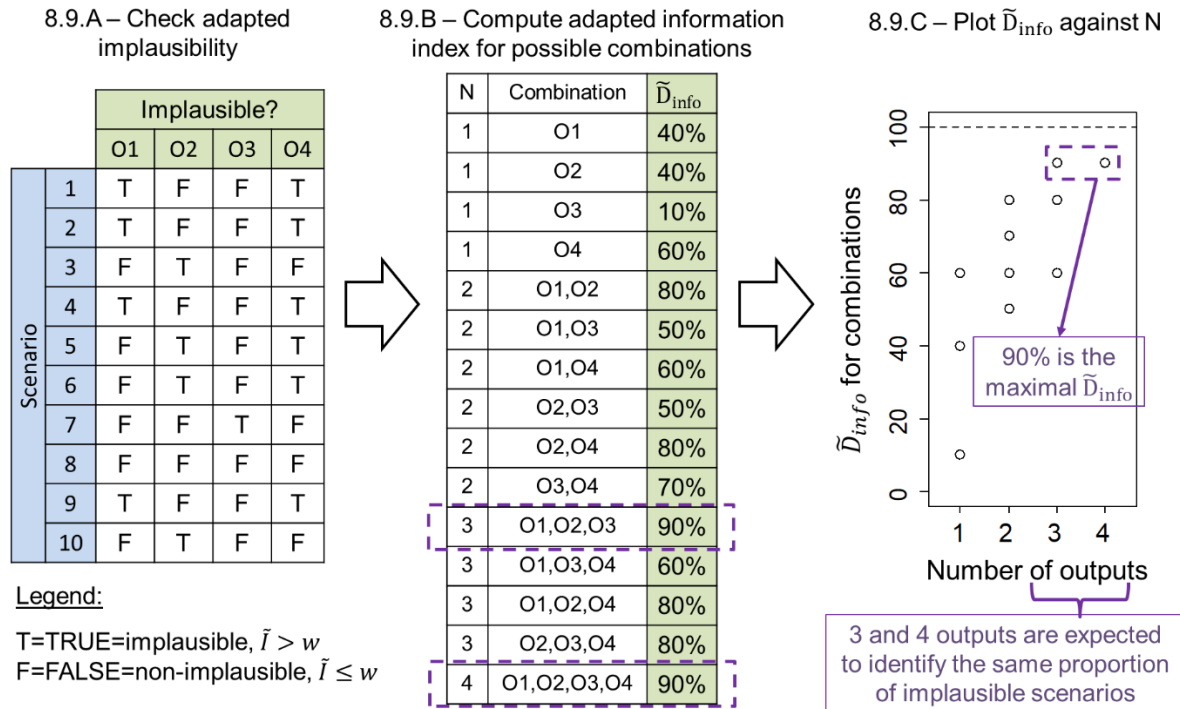 8.9.A – Check adapted
implausibility
Implausible?
O1 O2 O3 O4
Scenario
1 T F F T
2 T F F T
3 F T F F
4 T F F T
5 F T F T
6 F T F T
7 F F T F
8 F F F F
9 T F F T
10 F T F F
Legend:
T=TRUE=implausible, Ĩ > w
F=FALSE=non-implausible, Ĩ ≤ w
8.9.B – Compute adapted information
index for possible combinations
N Combination D̃info
1 O1 40%
1 O2 40%
1 O3 10%
1 O4 60%
2 O1,O2 80%
2 O1,O3 50%
2 O1,O4 60%
2 O2,O3 50%
2 O2,O4 80%
2 O3,O4 70%
3 O1,O2,O3 90%
3 O1,O3,O4 60%
3 O1,O2,O4 80%
3 O2,O3,O4 80%
4 O1,O2,O3,O4 90%
8.9.C – Plot D̃info against N
D̃info for combinations
100
80
60
40
20
0
90% is the
maximal D̃info
1 2 3 4
Number of outputs
3 and 4 outputs are expected
to identify the same proportion
of implausible scenarios